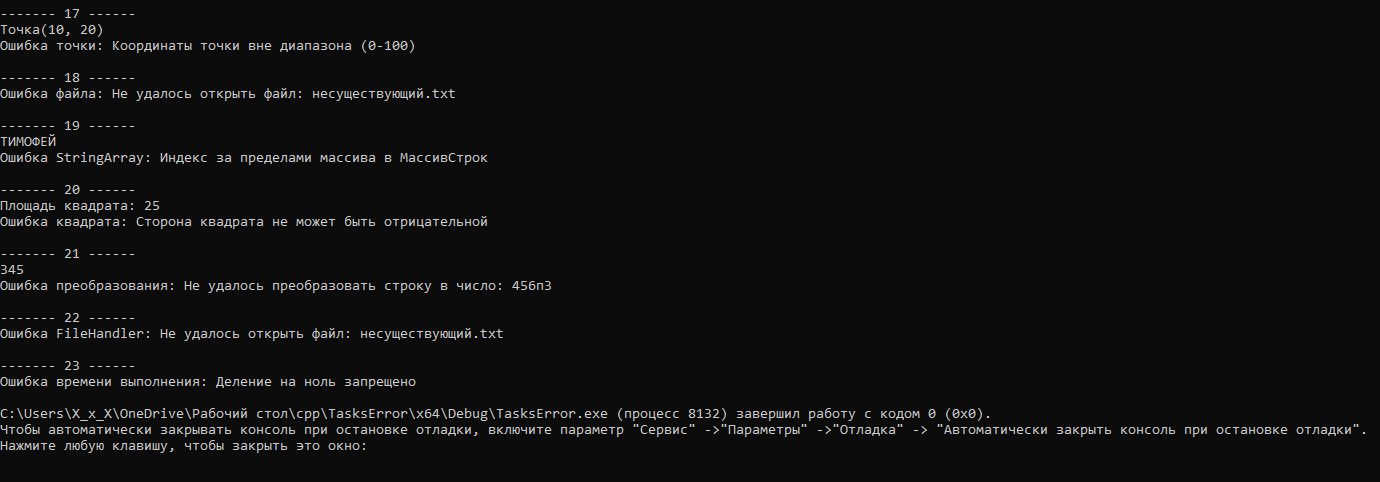 ------- 17 ------
Точка(10, 20)
Ошибка точки: Координаты точки вне диапазона (0-100)
------- 18 ------
Ошибка файла: Не удалось открыть файл: несуществующий.txt
------- 19 ------
ТИМОФЕЙ
Ошибка StringArray: Индекс за пределами массива в МассивСтрок
------- 20 ------
Площадь квадрата: 25
Ошибка квадрата: Сторона квадрата не может быть отрицательной
------- 21 ------
345
Ошибка преобразования: Не удалось преобразовать строку в число: 456п3
------- 22 ------
Ошибка FileHandler: Не удалось открыть файл: несуществующий.txt
------- 23 ------
Ошибка времени выполнения: Деление на ноль запрещено
C:\Users\X_x_X\OneDrive\Рабочий стол\cpp\TasksError\x64\Debug\TasksError.exe (процесс 8132) завершил работу с кодом 0 (0x0).
Чтобы автоматически закрывать консоль при остановке отладки, включите параметр "Сервис" ->"Параметры" ->"Отладка" -> "Автоматически закрыть консоль при остановке отладки".
Нажмите любую клавишу, чтобы закрыть это окно: